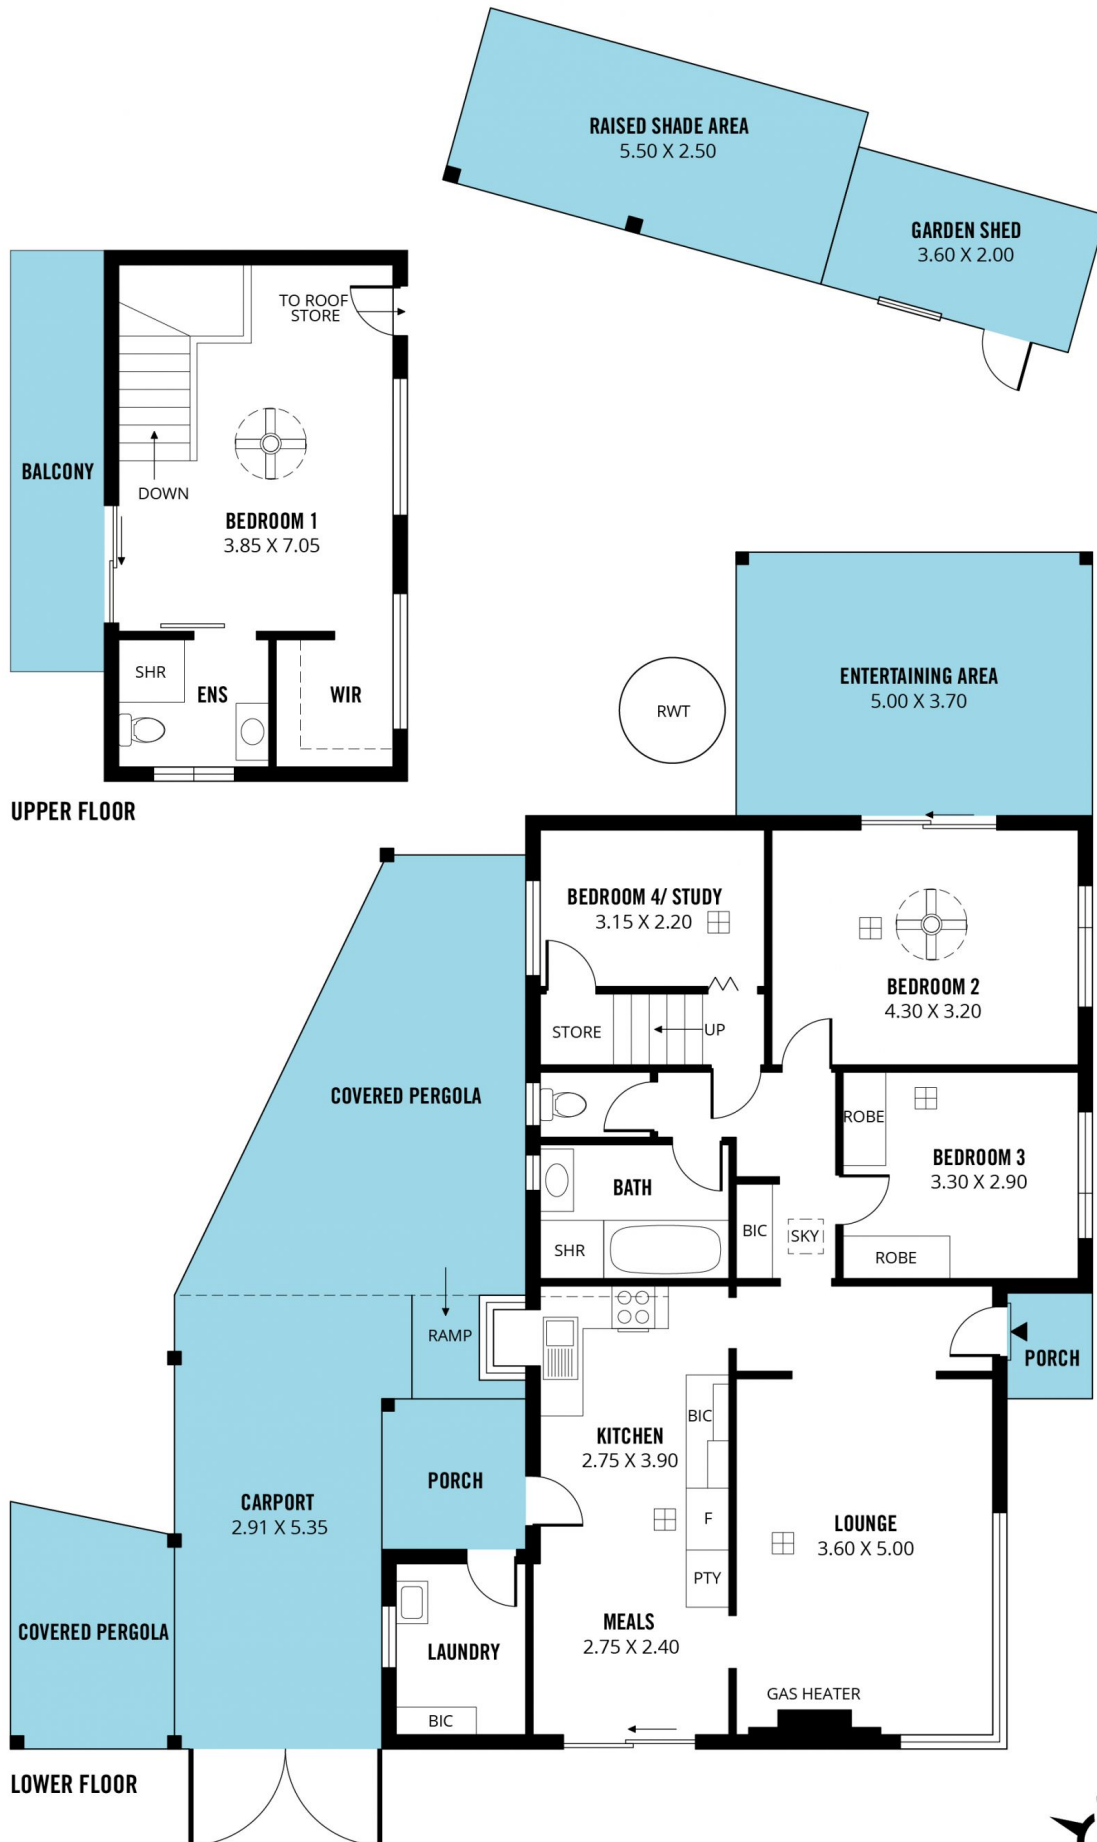 RAISED SHADE AREA
5.50 X 2.50
GARDEN SHED
3.60 X 2.00
TO ROOF
STORE
BALCONY
DOWN
BEDROOM 1
3.85 X 7.05
SHR
ENS
WIR
UPPER FLOOR
RWT
ENTERTAINING AREA
5.00 X 3.70
BEDROOM 4/ STUDY
3.15 X 2.20
BEDROOM 2
4.30 X 3.20
STORE
UP
COVERED PERGOLA
ROBE
BEDROOM 3
3.30 X 2.90
BATH
SHR
BIC
SKY
ROBE
RAMP
PORCH
KITCHEN
2.75 X 3.90
BIC
PORCH
F
CARPORT
2.91 X 5.35
LOUNGE
3.60 X 5.00
PTY
COVERED PERGOLA
LAUNDRY
MEALS
2.75 X 2.40
BIC
GAS HEATER
LOWER FLOOR